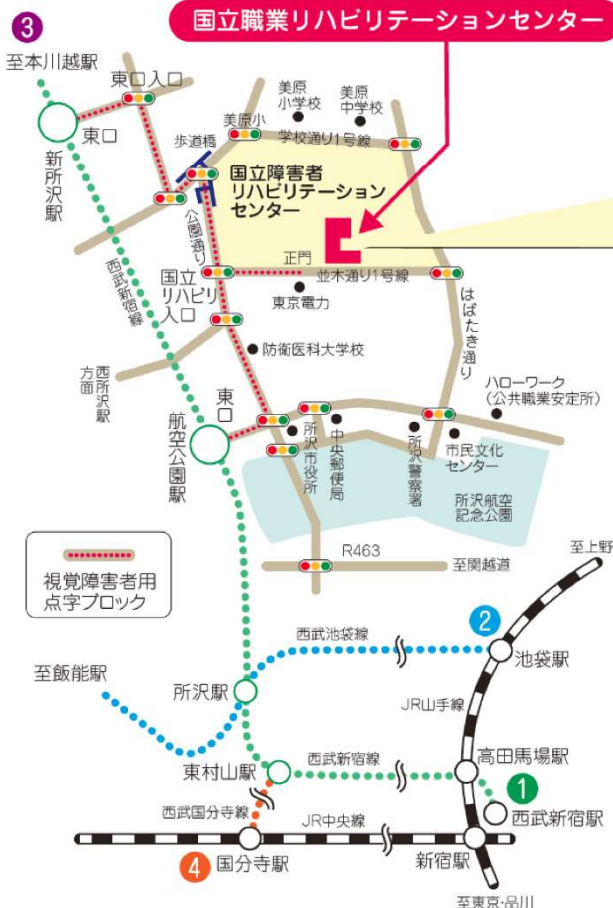 国立職業リハビリテーションセンター
3
至本川越駅
東口入口
東口
新所沢駅
歩道橋
美原小
美原
小学校
美原
中学校
学校通り1号線
国立障害者
リハビリテーション
センター
公園通り
西武新宿線
国立
リハビリ
入口
正門
並木通り1号線
東京電力
はばたき通り
防衛医科大学校
西所沢駅
方面
東口
航空公園駅
所沢市役所
中央郵便局
所沢警察署
市民文化
センター
ハローワーク
（公共職業安定所）
所沢航空
記念公園
R463
至関越道
視覚障害者用
点字ブロック
至上野
2
西武池袋線
池袋駅
至飯能駅
所沢駅
JR山手線
東村山駅
西武新宿線
高田馬場駅
1
西武新宿駅
西武国分寺線
JR中央線
4
国分寺駅
新宿駅
至東京・品川